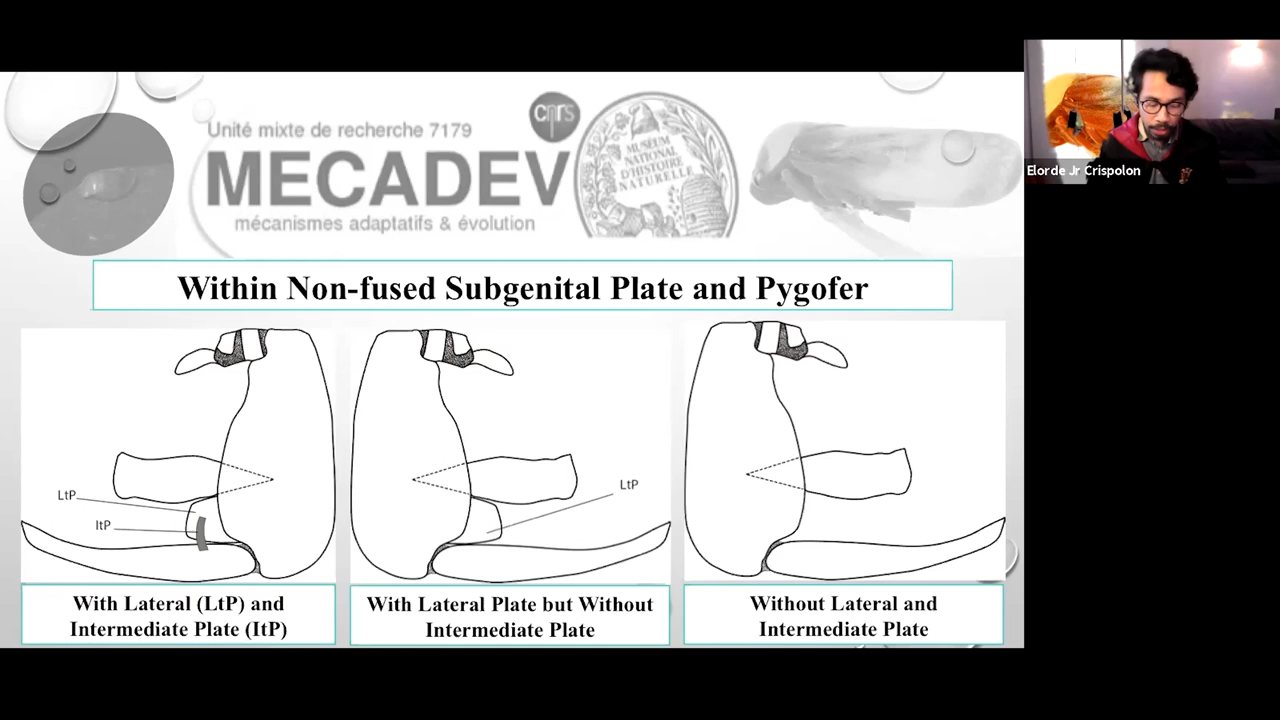 Elorde Jr Crispolon
cnrs
Unité mixte de recherche 7179
MECADEV
mécanismes adaptatifs & évolution
MUSEUM
NATIONAL
D'HISTOIRE
NATURELLE
Within Non-fused Subgenital Plate and Pygofer
LtP
ItP
LtP
With Lateral (LtP) and
Intermediate Plate (ItP)
With Lateral Plate but Without
Intermediate Plate
Without Lateral and
Intermediate Plate